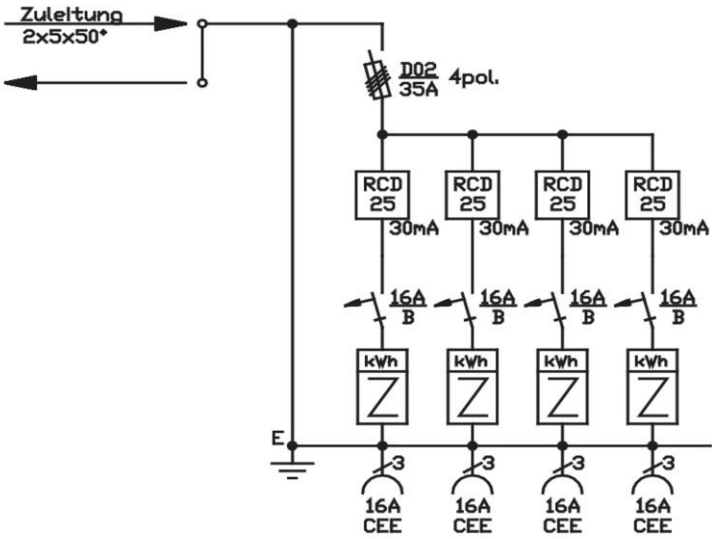 Zuleitung
2x5x50°
D02
35A 4pol.
RCD RCD RCD RCD
25 25 25 25
30mA 30mA 30mA 30mA
16A 16A 16A 16A
B B B B
kWh kWh kWh kWh
Z Z Z Z
E
3 3 3 3
16A 16A 16A 16A
CEE CEE CEE CEE